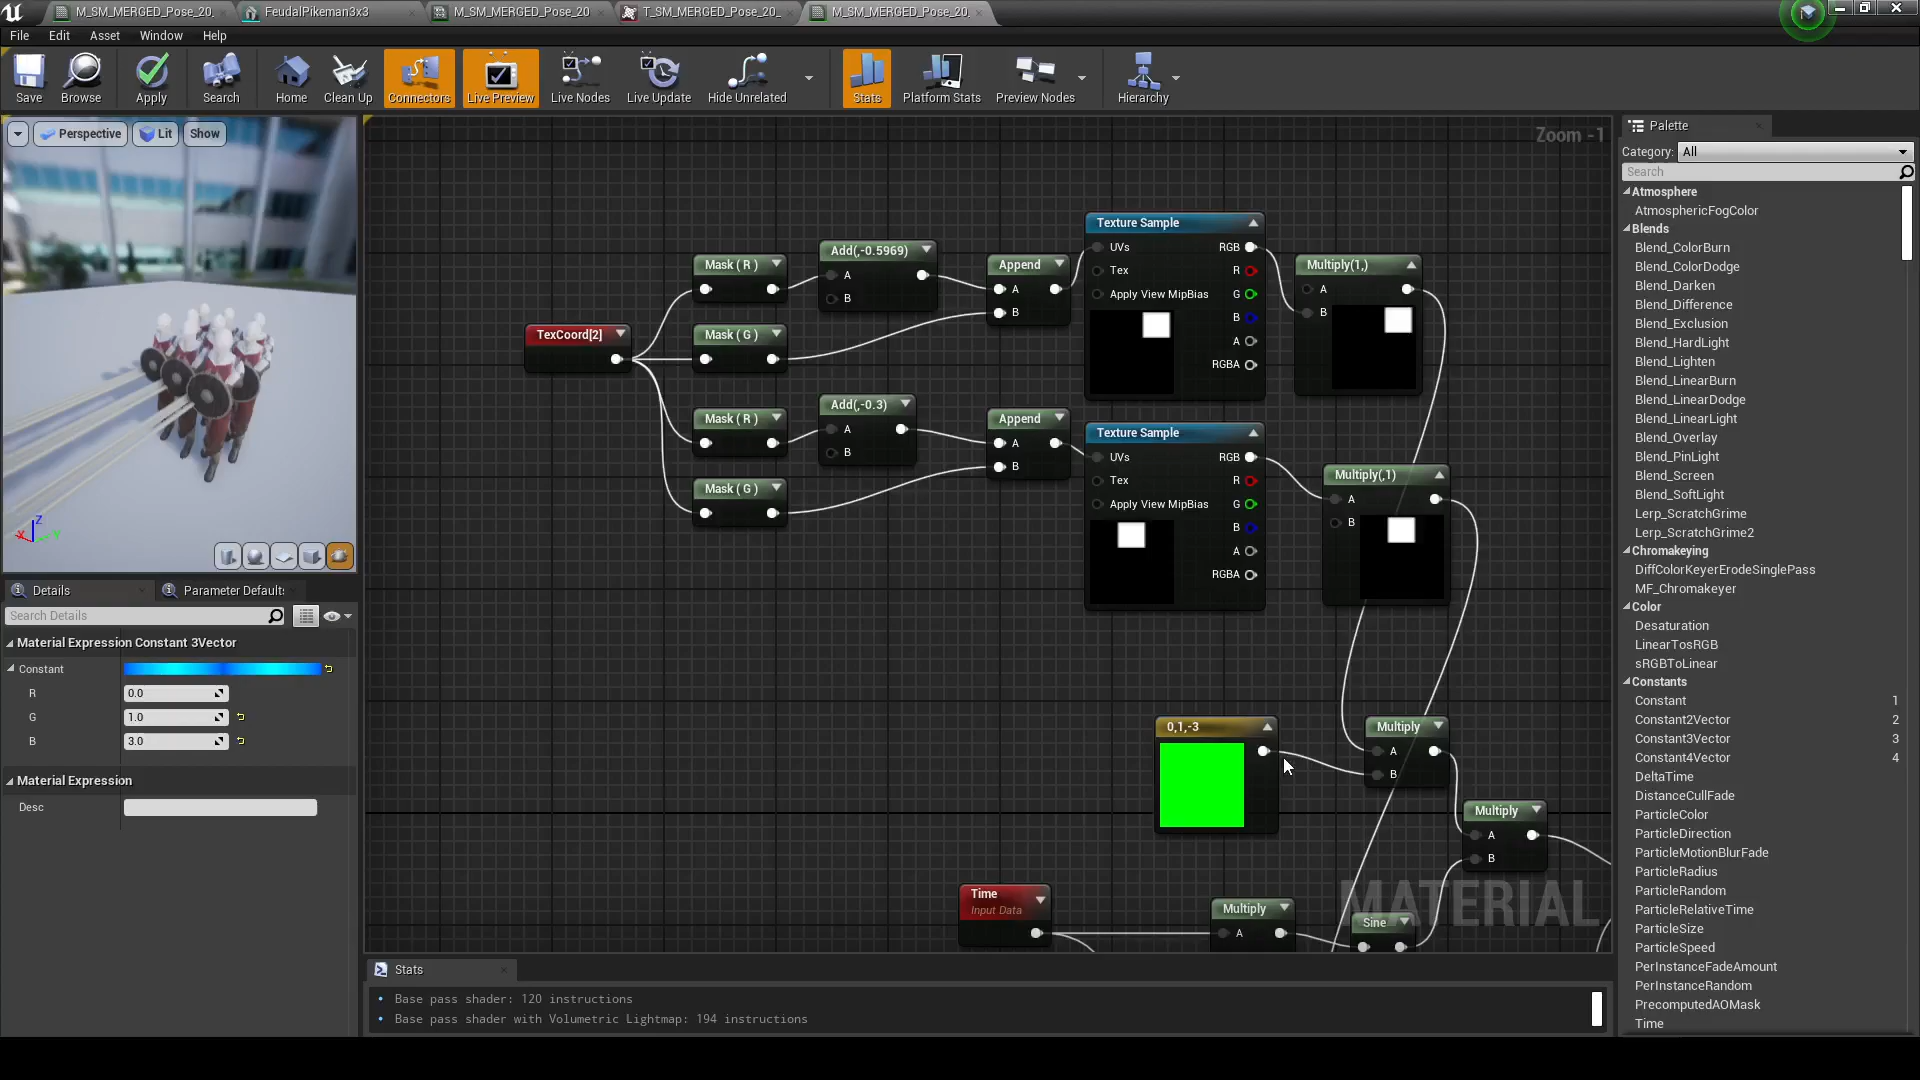 M_SM_MERGED_Pose_20_
FeudalPikeman3x3
M_SM_MERGED_Pose_20
T_SM_MERGED_Pose_20_
M_SM_MERGED_Pose_20_
File Edit Asset Window Help
Save Browse Apply Search Home Clean Up Connectors Live Preview Live Nodes Live Update Hide Unrelated Stats Platform Stats Preview Nodes Hierarchy
Perspective Lit Show
X Y Z
Details Parameter Defaults
Search Details
Material Expression Constant 3Vector
Constant
R 0.0
G 1.0
B 3.0
Material Expression
Desc
Zoom -1
TexCoord[2]
Mask ( R )
Mask ( G )
Mask ( R )
Mask ( G )
Add(,-0.5969)
A
B
Add(,-0.3)
A
B
Append
A
B
Append
A
B
Texture Sample
UVs RGB
Tex R
Apply View MipBias G
B
A
RGBA
Texture Sample
UVs RGB
Tex R
Apply View MipBias G
B
A
RGBA
Multiply(1,)
A
B
Multiply(,1)
A
B
0,1,-3
Multiply
A
B
Multiply
A
B
Time
Input Data
Multiply
A
Sine
MATERIAL
Stats
• Base pass shader: 120 instructions
• Base pass shader with Volumetric Lightmap: 194 instructions
Palette
Category: All
Search
Atmosphere
AtmosphericFogColor
Blends
Blend_ColorBurn
Blend_ColorDodge
Blend_Darken
Blend_Difference
Blend_Exclusion
Blend_HardLight
Blend_Lighten
Blend_LinearBurn
Blend_LinearDodge
Blend_LinearLight
Blend_Overlay
Blend_PinLight
Blend_Screen
Blend_SoftLight
Lerp_ScratchGrime
Lerp_ScratchGrime2
Chromakeying
DiffColorKeyerErodeSinglePass
MF_Chromakeyer
Color
Desaturation
LinearTosRGB
sRGBToLinear
Constants
Constant 1
Constant2Vector 2
Constant3Vector 3
Constant4Vector 4
DeltaTime
DistanceCullFade
ParticleColor
ParticleDirection
ParticleMotionBlurFade
ParticleRadius
ParticleRandom
ParticleRelativeTime
ParticleSize
ParticleSpeed
PerInstanceFadeAmount
PerInstanceRandom
PrecomputedAOMask
Time